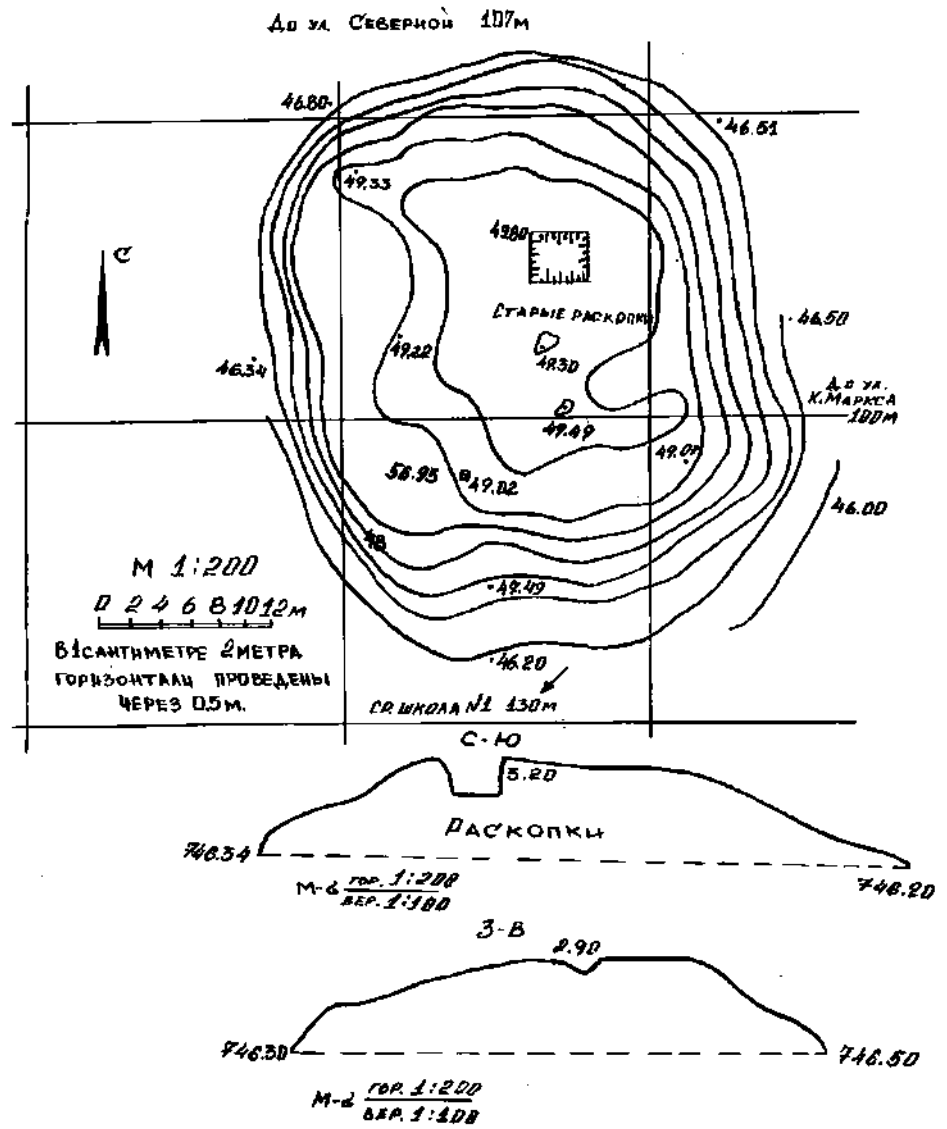 До ул. Северной 107м
46.80
46.51
49.33
49.80
С
Старые раскопки
46.50
49.22
49.30
46.34
До ул.
К.Маркса
100м
49.49
49.07
56.95
49.02
46.00
48
М 1:200
47.49
0 2 4 6 8 10 12м
В 1 сантиметре 2 метра
горизонтали проведены
через 0.5м.
46.20
ср. школа №1 130м
С-Ю
3.20
Раскопки
746.34
746.20
М-б гор. 1:200
вер. 1:100
З-В
2.90
746.30
746.50
М-б гор. 1:200
вер. 1:100